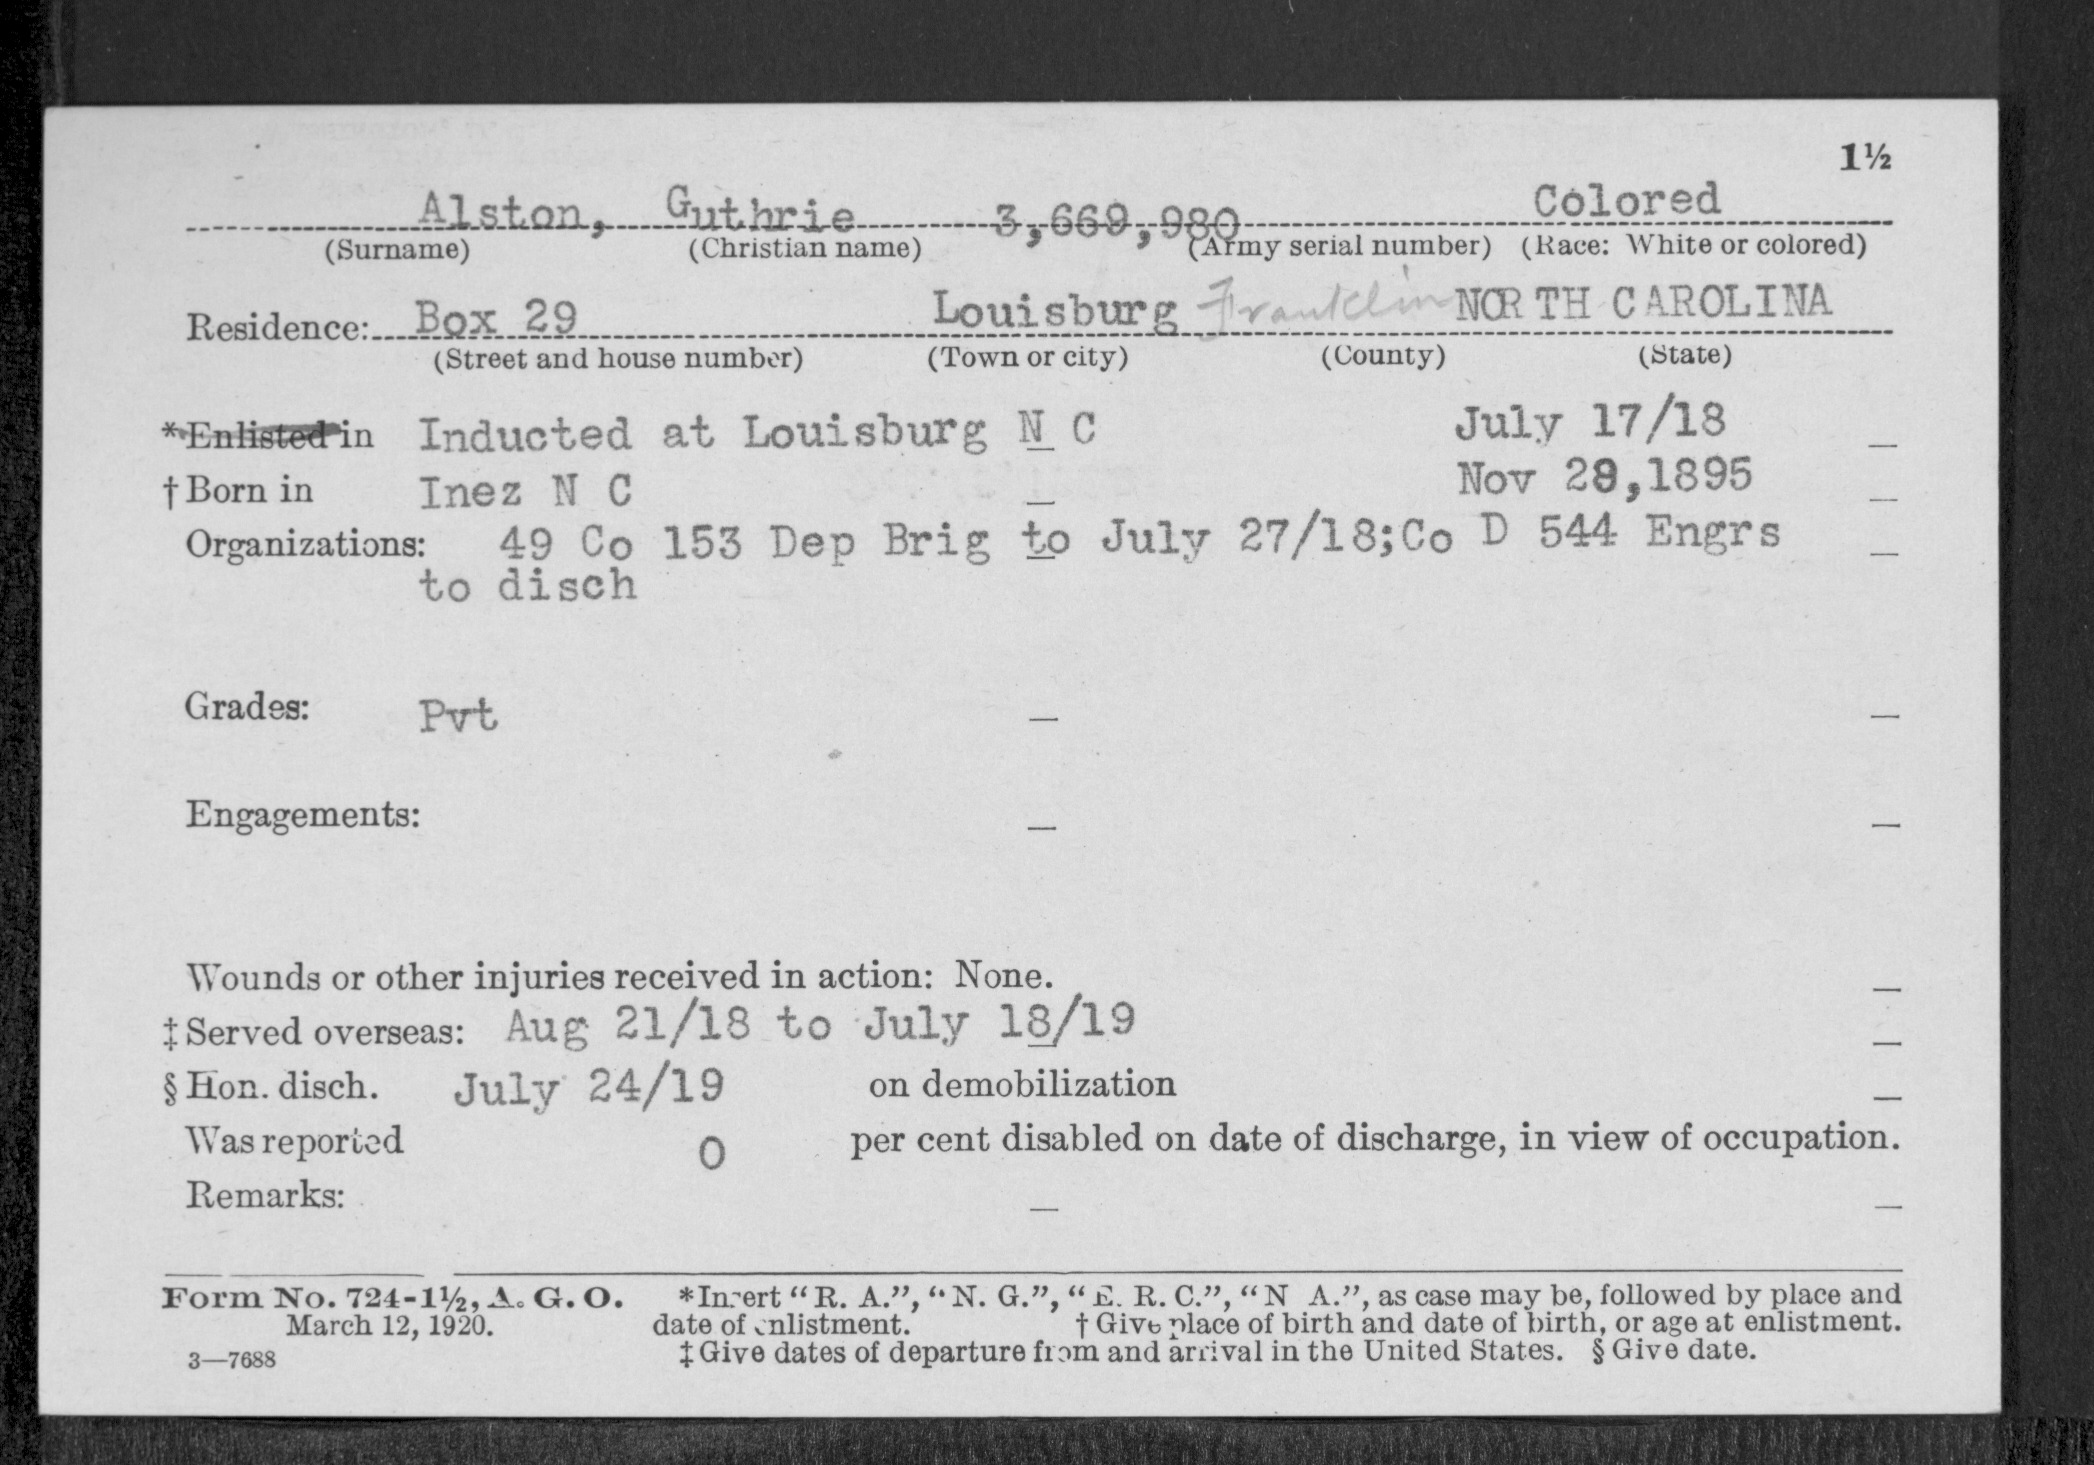 1½
Alston, Guthrie 3,669,980 Colored
(Surname) (Christian name) (Army serial number) (Race: White or colored)
Residence: Box 29 Louisburg Franklin NORTH CAROLINA
(Street and house number) (Town or city) (County) (State)
*Enlisted in Inducted at Louisburg N C July 17/18
†Born in Inez N C Nov 28,1895
Organizations: 49 Co 153 Dep Brig to July 27/18;Co D 544 Engrs
to disch
Grades: Pvt
Engagements:
Wounds or other injuries received in action: None.
‡Served overseas: Aug 21/18 to July 18/19
§Hon. disch. July 24/19 on demobilization
Was reported 0 per cent disabled on date of discharge, in view of occupation.
Remarks:
Form No. 724-1½, A. G. O. *Insert "R. A.", "N. G.", "E. R. C.", "N A.", as case may be, followed by place and
March 12, 1920. date of enlistment. †Give place of birth and date of birth, or age at enlistment.
3—7688 ‡Give dates of departure from and arrival in the United States. §Give date.